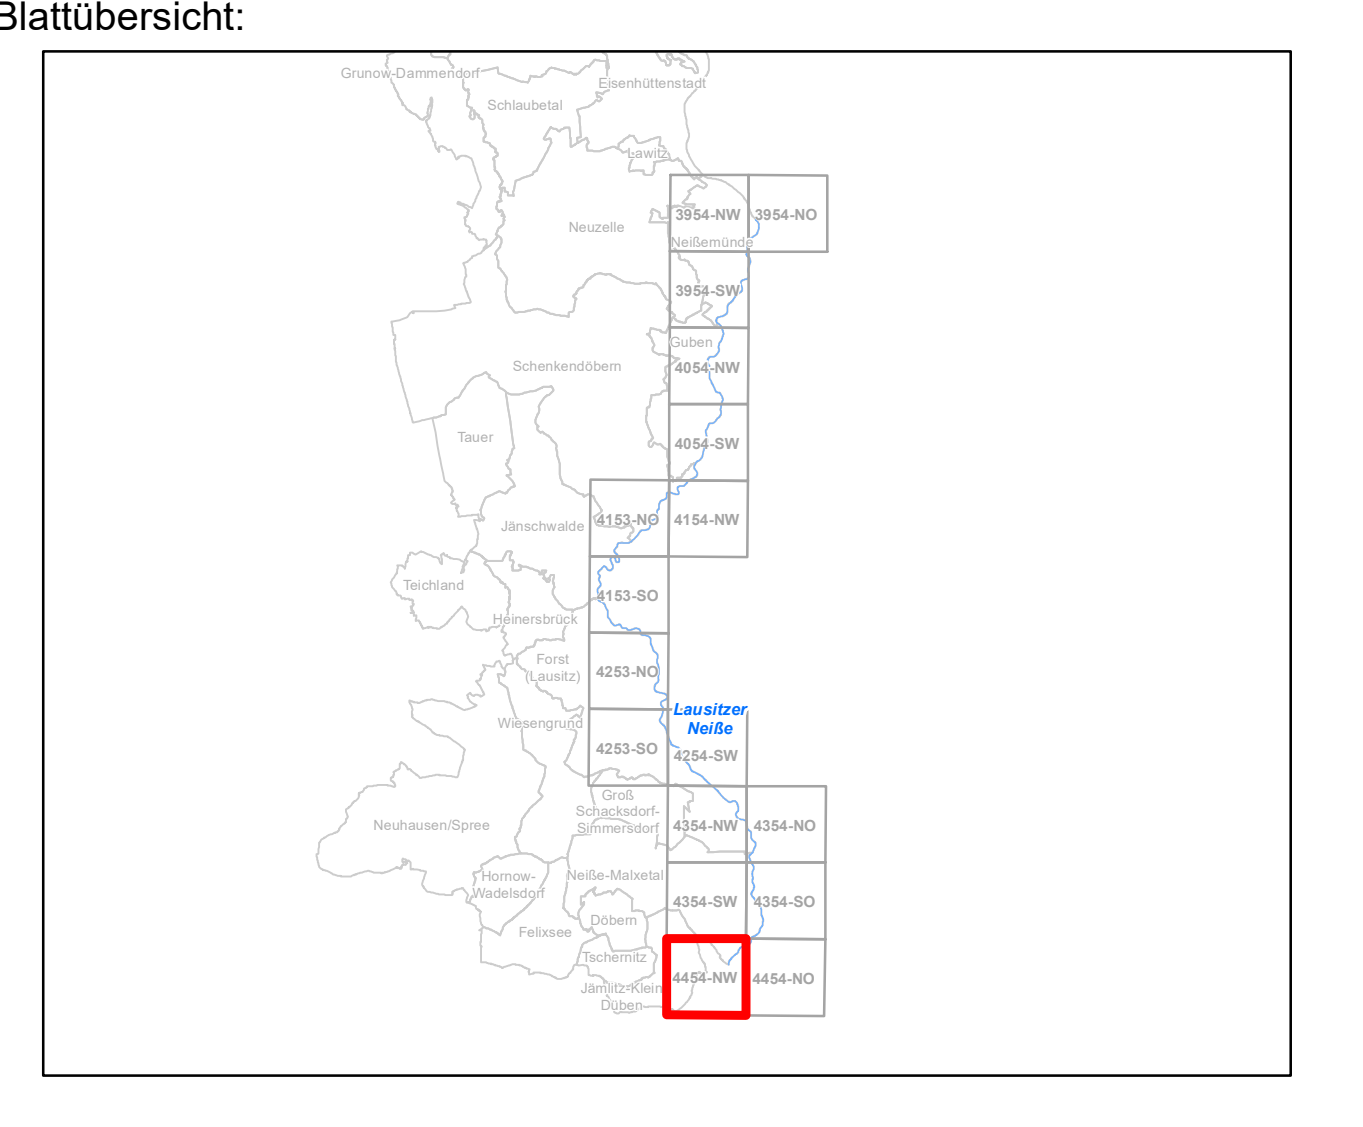 Blattübersicht:
Grunow-Dammendorf
Eisenhüttenstadt
Schlaubetal
Lawitz
3954-NW
3954-NO
Neuzelle
Neißemünde
3954-SW
Guben
Schenkendöbern
4054-NW
Tauer
4054-SW
Jänschwalde
4153-NO
4154-NW
Teichland
4153-SO
Heinersbrück
Forst
(Lausitz)
4253-NO
Lausitzer
Neiße
Wiesengrund
4253-SO
4254-SW
Groß
Schacksdorf-
Simmersdorf
Neuhausen/Spree
4354-NW
4354-NO
Hornow-
Wadelsdorf
Neiße-Malxetal
4354-SW
4354-SO
Döbern
Felixsee
Tschernitz
4454-NW
4454-NO
Jämlitz-Klein
Düben